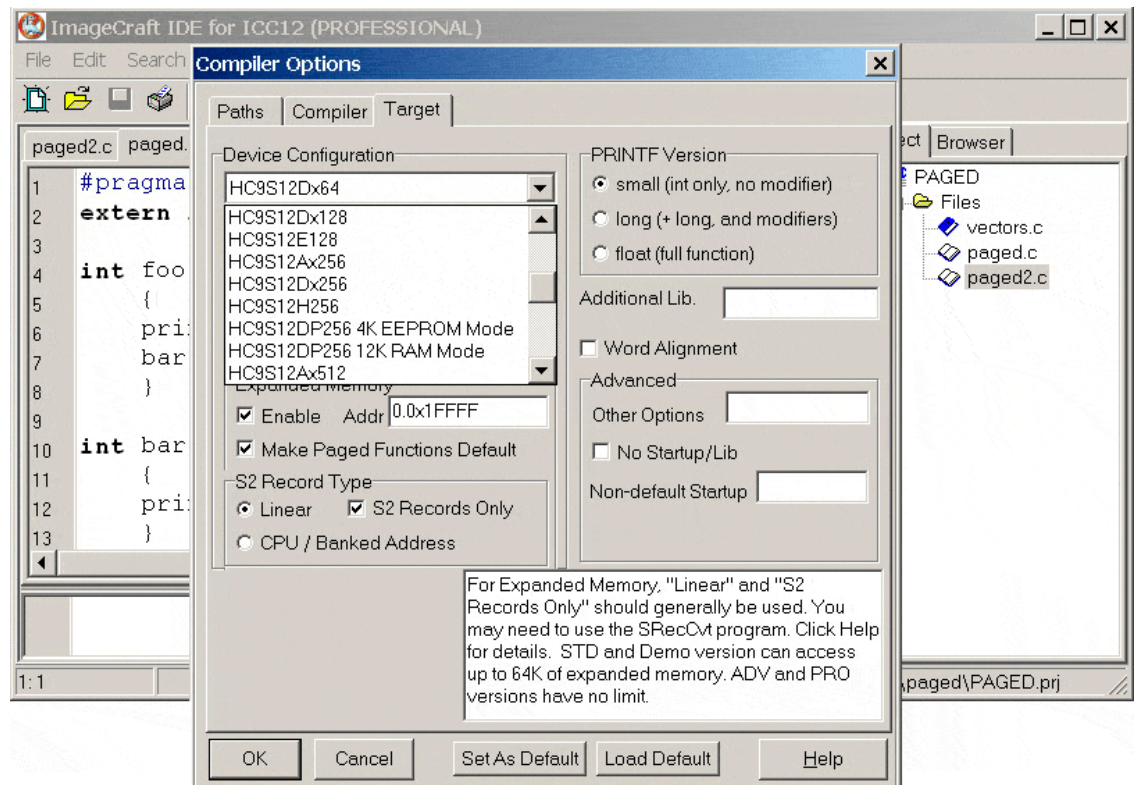 ImageCraft IDE for ICC12 (PROFESSIONAL)
File Edit Search
Compiler Options
Paths Compiler Target
paged2.c paged.
1 #pragma
2 extern
3
4 int foo
5 {
6 pri
7 bar
8 }
9
10 int bar
11 {
12 pri
13 }
Device Configuration
HC9S12Dx64
HC9S12Dx128
HC9S12E128
HC9S12Ax256
HC9S12Dx256
HC9S12H256
HC9S12DP256 4K EEPROM Mode
HC9S12DP256 12K RAM Mode
HC9S12Ax512
Expanded Memory
Enable Addr 0.0x1FFFF
Make Paged Functions Default
S2 Record Type
Linear S2 Records Only
CPU / Banked Address
PRINTF Version
small (int only, no modifier)
long (+ long, and modifiers)
float (full function)
Additional Lib.
Word Alignment
Advanced
Other Options
No Startup/Lib
Non-default Startup
For Expanded Memory, "Linear" and "S2
Records Only" should generally be used. You
may need to use the SRecCvt program. Click Help
for details. STD and Demo version can access
up to 64K of expanded memory. ADV and PRO
versions have no limit.
OK Cancel Set As Default Load Default Help
ect Browser
PAGED
Files
vectors.c
paged.c
paged2.c
1:1
\paged\PAGED.prj